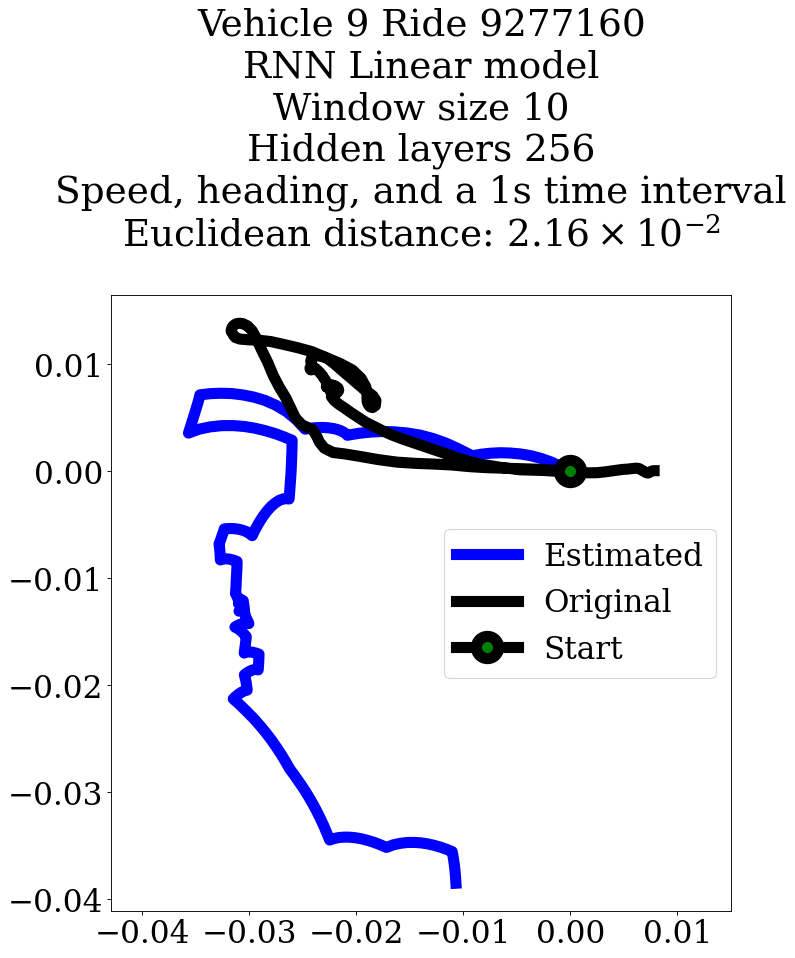 Vehicle 9 Ride 9277160
RNN Linear model
Window size 10
Hidden layers 256
Speed, heading, and a 1s time interval
Euclidean distance: 2.16 × 10⁻²
0.01
0.00
−0.01
−0.02
−0.03
−0.04
Estimated
Original
Start
−0.04 −0.03 −0.02 −0.01 0.00 0.01